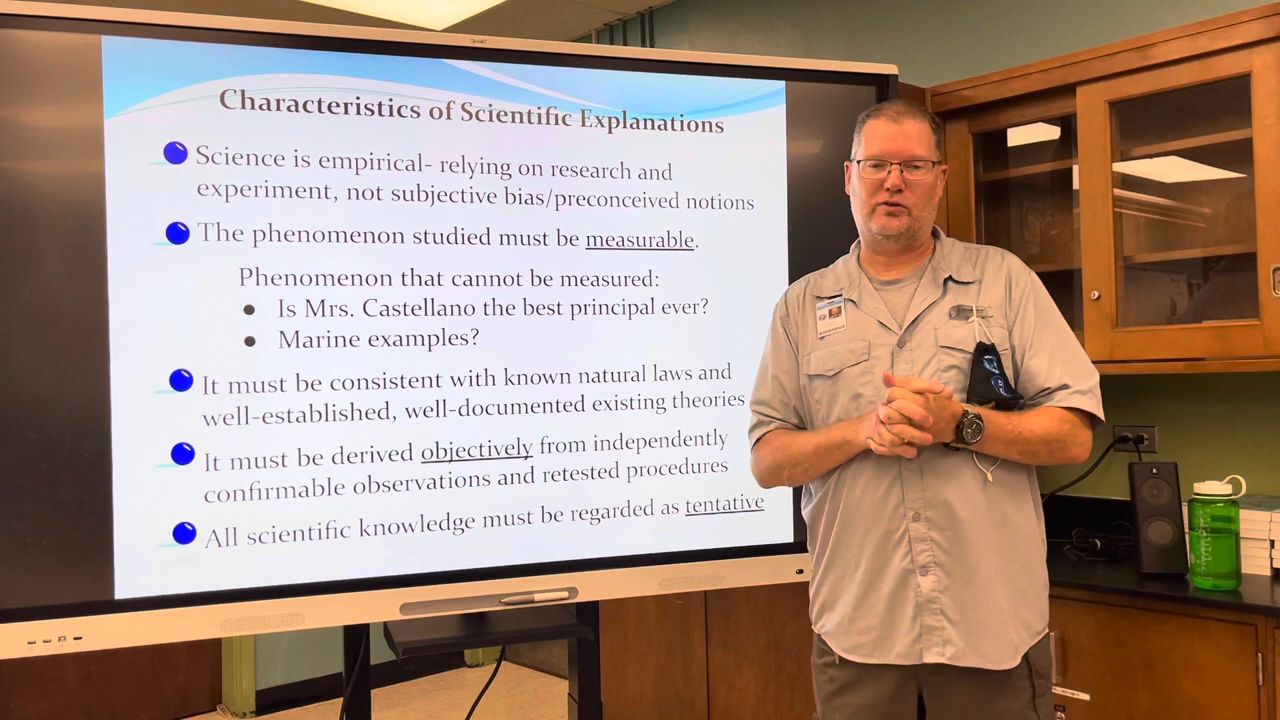 SMART
Characteristics of Scientific Explanations
Science is empirical- relying on research and
experiment, not subjective bias/preconceived notions
The phenomenon studied must be measurable.
Phenomenon that cannot be measured:
Is Mrs. Castellano the best principal ever?
Marine examples?
It must be consistent with known natural laws and
well-established, well-documented existing theories
It must be derived objectively from independently
confirmable observations and retested procedures
All scientific knowledge must be regarded as tentative